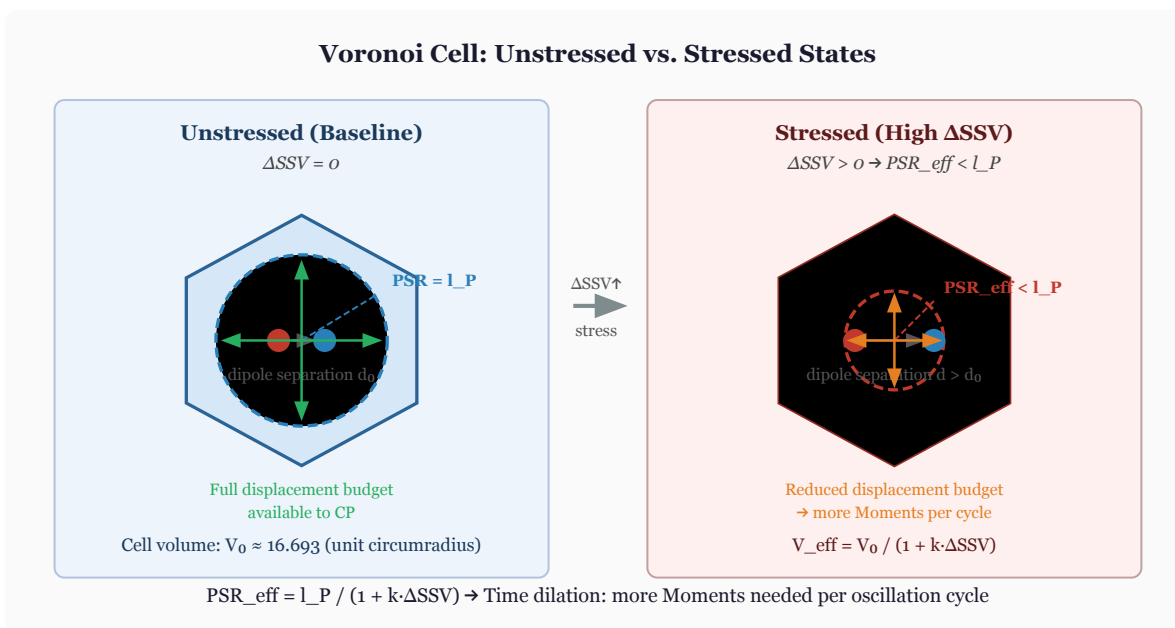 Voronoi Cell: Unstressed vs. Stressed States
Unstressed (Baseline)
ΔSSV = 0
PSR = l_P
dipole separation d₀
Full displacement budget
available to CP
Cell volume: V₀ ≈ 16.693 (unit circumradius)
ΔSSV↑
stress
Stressed (High ΔSSV)
ΔSSV > 0 → PSR_eff < l_P
PSR_eff < l_P
dipole separation d > d₀
Reduced displacement budget
→ more Moments per cycle
V_eff = V₀ / (1 + k·ΔSSV)
PSR_eff = l_P / (1 + k·ΔSSV) → Time dilation: more Moments needed per oscillation cycle